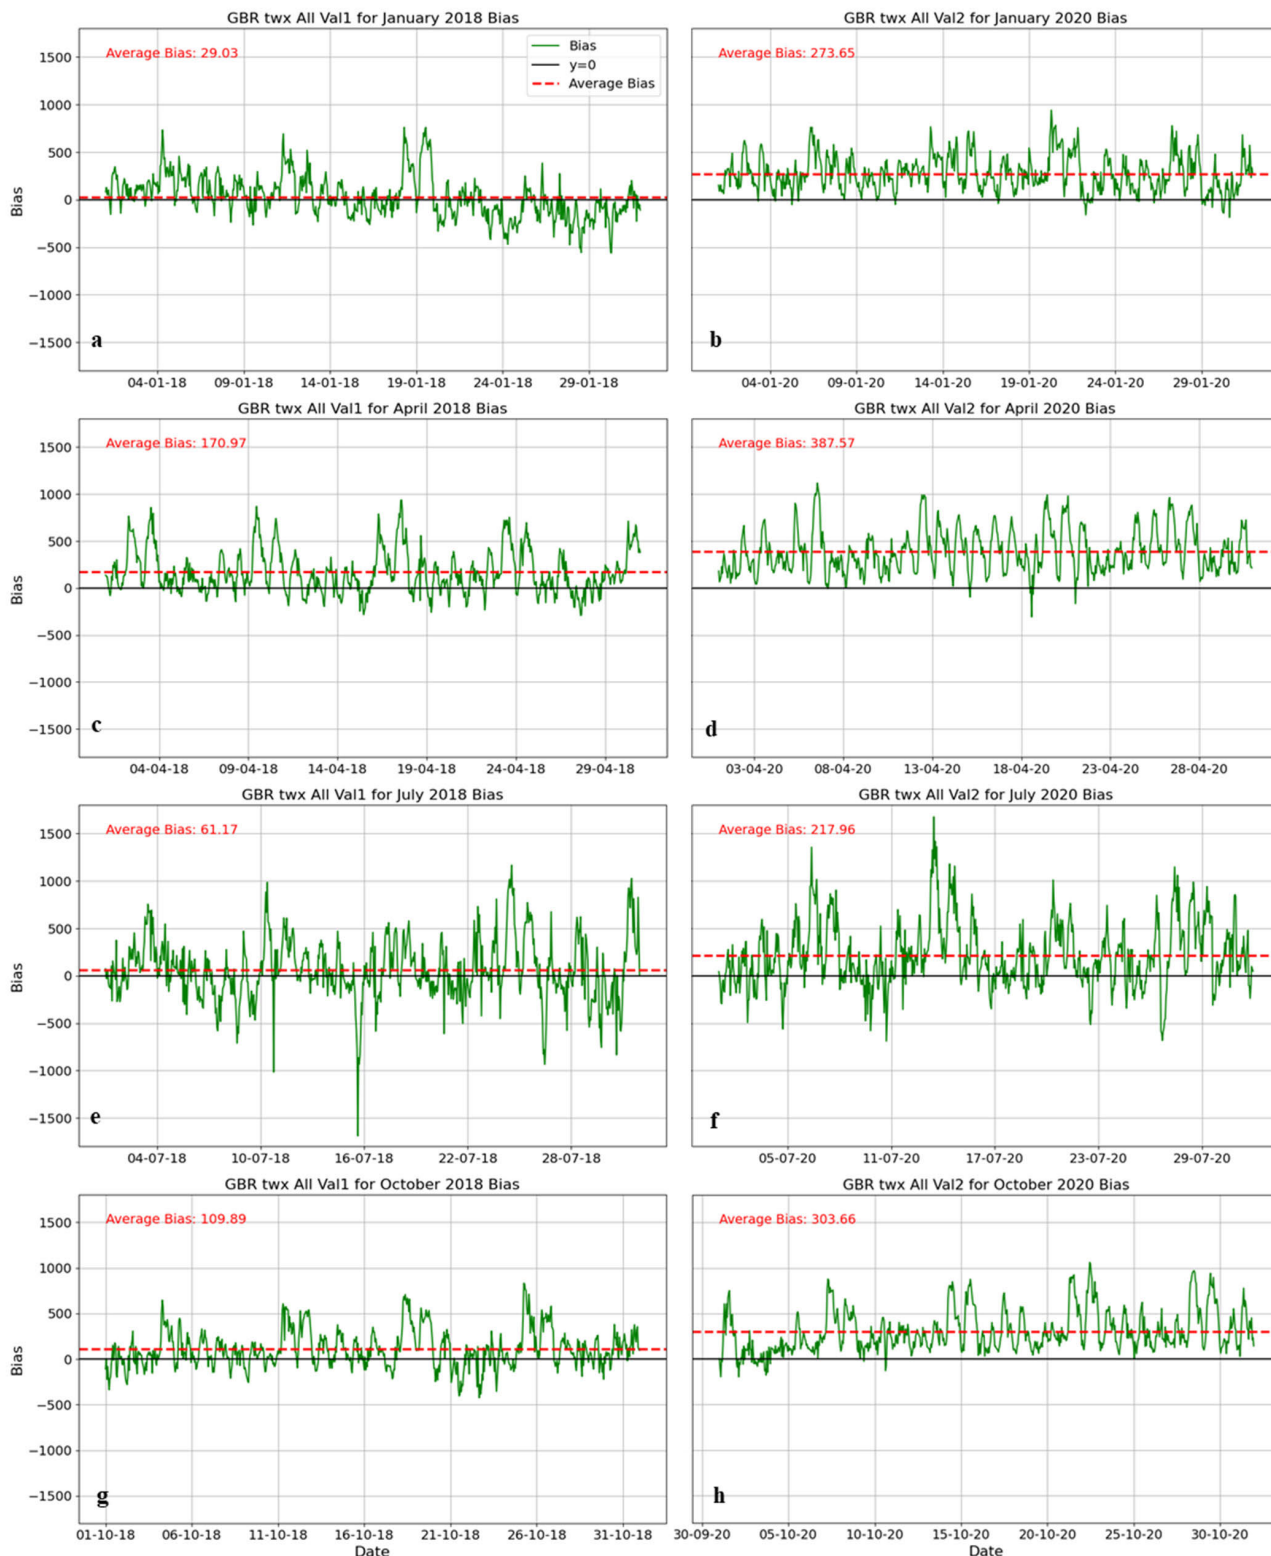 GBR twx All Val1 for January 2018 Bias
Average Bias: 29.03
Bias
y=0
Average Bias
1500
1000
500
0
−500
−1000
−1500
Bias
a
04-01-18 09-01-18 14-01-18 19-01-18 24-01-18 29-01-18
GBR twx All Val2 for January 2020 Bias
Average Bias: 273.65
b
04-01-20 09-01-20 14-01-20 19-01-20 24-01-20 29-01-20
GBR twx All Val1 for April 2018 Bias
Average Bias: 170.97
1500
1000
500
0
−500
−1000
−1500
Bias
c
04-04-18 09-04-18 14-04-18 19-04-18 24-04-18 29-04-18
GBR twx All Val2 for April 2020 Bias
Average Bias: 387.57
d
03-04-20 08-04-20 13-04-20 18-04-20 23-04-20 28-04-20
GBR twx All Val1 for July 2018 Bias
Average Bias: 61.17
1500
1000
500
0
−500
−1000
−1500
Bias
e
04-07-18 10-07-18 16-07-18 22-07-18 28-07-18
GBR twx All Val2 for July 2020 Bias
Average Bias: 217.96
f
05-07-20 11-07-20 17-07-20 23-07-20 29-07-20
GBR twx All Val1 for October 2018 Bias
Average Bias: 109.89
1500
1000
500
0
−500
−1000
−1500
Bias
g
01-10-18 06-10-18 11-10-18 16-10-18 21-10-18 26-10-18 31-10-18
Date
GBR twx All Val2 for October 2020 Bias
Average Bias: 303.66
h
30-09-20 05-10-20 10-10-20 15-10-20 20-10-20 25-10-20 30-10-20
Date